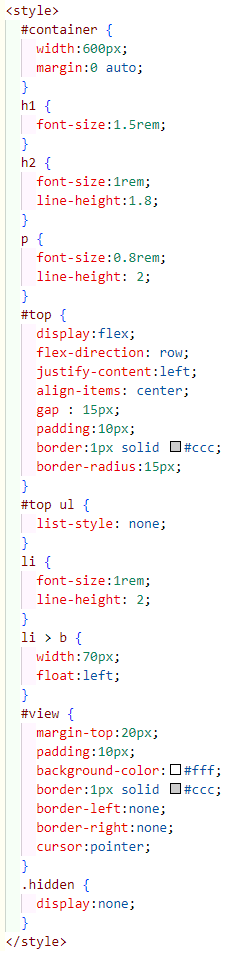 <style>
#container {
width:600px;
margin:0 auto;
}
h1 {
font-size:1.5rem;
}
h2 {
font-size:1rem;
line-height:1.8;
}
p {
font-size:0.8rem;
line-height: 2;
}
#top {
display:flex;
flex-direction: row;
justify-content:left;
align-items: center;
gap : 15px;
padding:10px;
border:1px solid #ccc;
border-radius:15px;
}
#top ul {
list-style: none;
}
li {
font-size:1rem;
line-height: 2;
}
li > b {
width:70px;
float:left;
}
#view {
margin-top:20px;
padding:10px;
background-color:#fff;
border:1px solid #ccc;
border-left:none;
border-right:none;
cursor:pointer;
}
.hidden {
display:none;
}
</style>